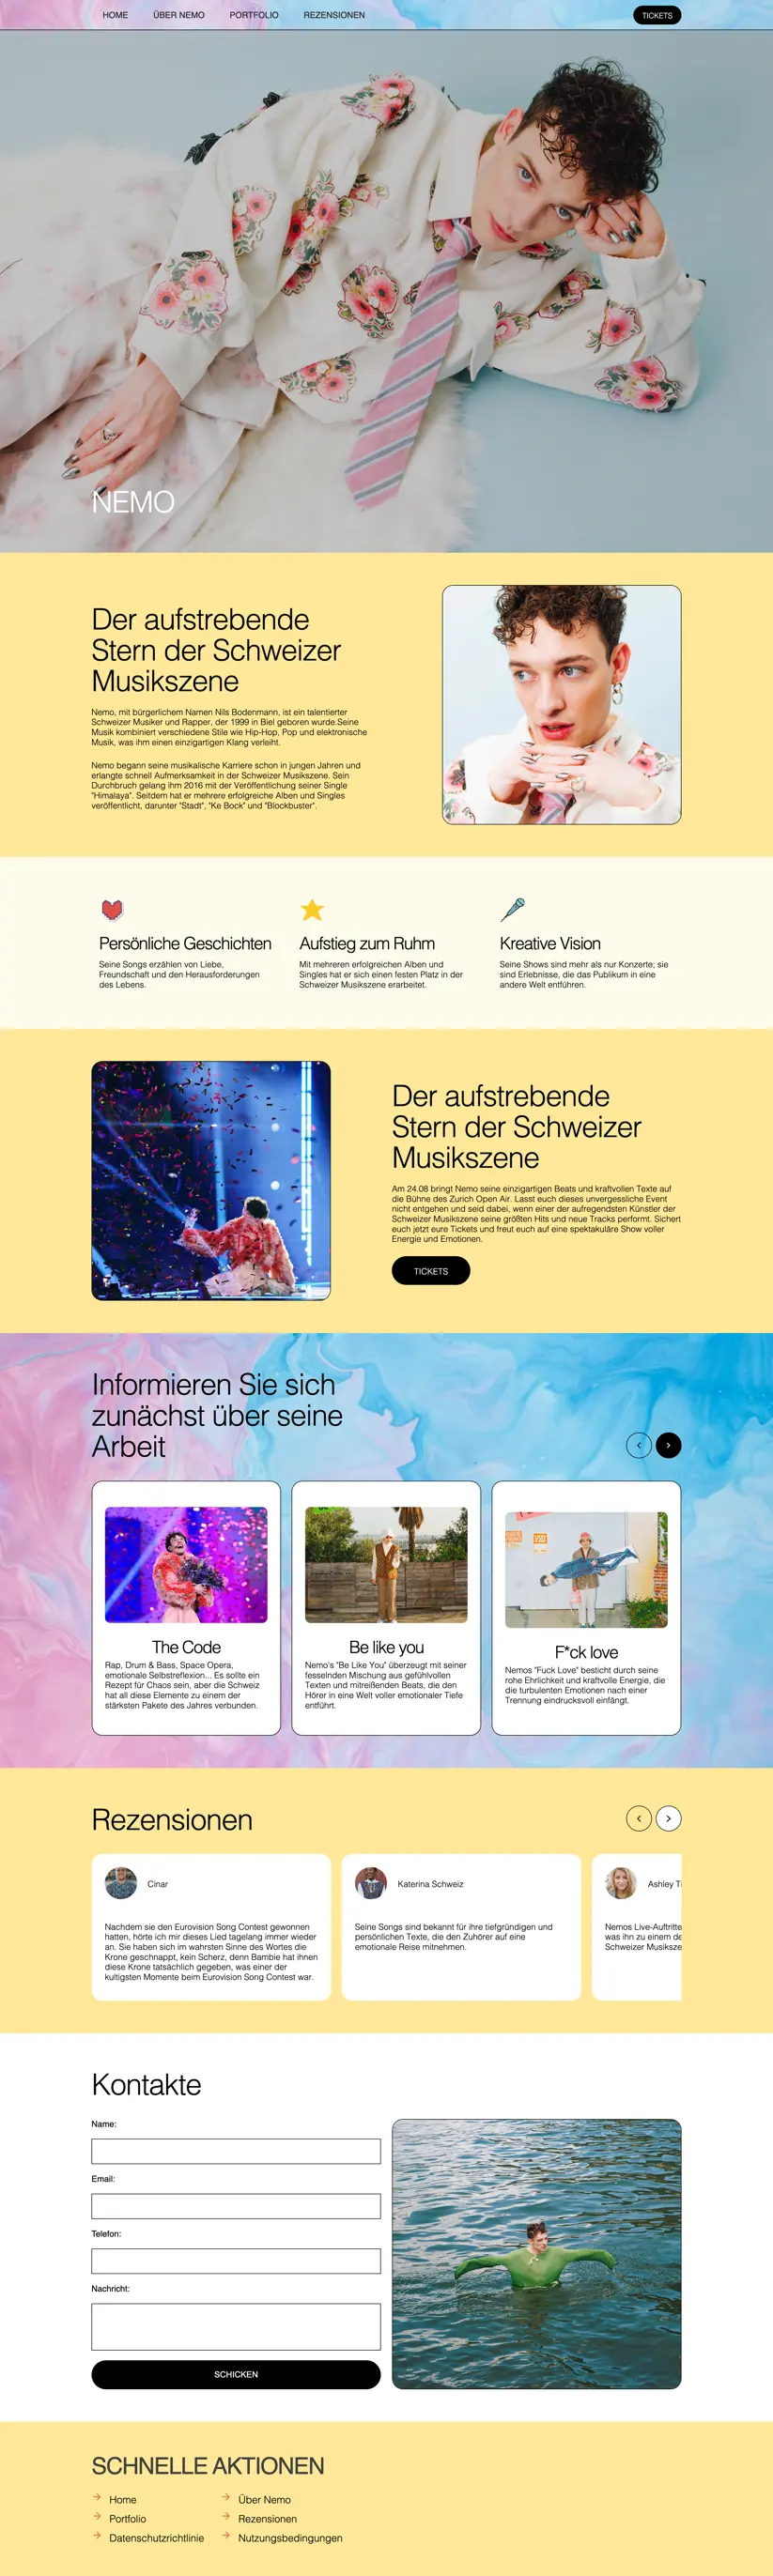 HOME ÜBER NEMO PORTFOLIO REZENSIONEN TICKETS
NEMO
Der aufstrebende
Stern der Schweizer
Musikszene
Nemo, mit bürgerlichem Namen Nils Bodenmann, ist ein talentierter
Schweizer Musiker und Rapper, der 1999 in Biel geboren wurde.Seine
Musik kombiniert verschiedene Stile wie Hip-Hop, Pop und elektronische
Musik, was ihm einen einzigartigen Klang verleiht.
Nemo begann seine musikalische Karriere schon in jungen Jahren und
erlangte schnell Aufmerksamkeit in der Schweizer Musikszene. Sein
Durchbruch gelang ihm 2016 mit der Veröffentlichung seiner Single
"Himalaya". Seitdem hat er mehrere erfolgreiche Alben und Singles
veröffentlicht, darunter "Stadt", "Ke Bock" und "Blockbuster".
Persönliche Geschichten
Seine Songs erzählen von Liebe,
Freundschaft und den Herausforderungen
des Lebens.
Aufstieg zum Ruhm
Mit mehreren erfolgreichen Alben und
Singles hat er sich einen festen Platz in der
Schweizer Musikszene erarbeitet.
Kreative Vision
Seine Shows sind mehr als nur Konzerte; sie
sind Erlebnisse, die das Publikum in eine
andere Welt entführen.
Der aufstrebende
Stern der Schweizer
Musikszene
Am 24.08 bringt Nemo seine einzigartigen Beats und kraftvollen Texte auf
die Bühne des Zurich Open Air. Lasst euch dieses unvergessliche Event
nicht entgehen und seid dabei, wenn einer der aufregendsten Künstler der
Schweizer Musikszene seine größten Hits und neue Tracks performt. Sichert
euch jetzt eure Tickets und freut euch auf eine spektakuläre Show voller
Energie und Emotionen.
TICKETS
Informieren Sie sich
zunächst über seine
Arbeit
The Code
Rap, Drum & Bass, Space Opera,
emotionale Selbstreflexion... Es sollte ein
Rezept für Chaos sein, aber die Schweiz
hat all diese Elemente zu einem der
stärksten Pakete des Jahres verbunden.
Be like you
Nemo's "Be Like You" überzeugt mit seiner
fesselnden Mischung aus gefühlvollen
Texten und mitreißenden Beats, die den
Hörer in eine Welt voller emotionaler Tiefe
entführt.
F*ck love
Nemos "Fuck Love" besticht durch seine
rohe Ehrlichkeit und kraftvolle Energie, die
die turbulenten Emotionen nach einer
Trennung eindrucksvoll einfängt.
Rezensionen
Cinar
Nachdem sie den Eurovision Song Contest gewonnen
hatten, hörte ich mir dieses Lied tagelang immer wieder
an. Sie haben sich im wahrsten Sinne des Wortes die
Krone geschnappt, kein Scherz, denn Bambie hat ihnen
diese Krone tatsächlich gegeben, was einer der
kultigsten Momente beim Eurovision Song Contest war.
Katerina Schweiz
Seine Songs sind bekannt für ihre tiefgründigen und
persönlichen Texte, die den Zuhörer auf eine
emotionale Reise mitnehmen.
Ashley
Nemos Live-Auftritte
was ihn zu einem
Schweizer
Kontakte
Name:
Email:
Telefon:
Nachricht:
SCHICKEN
SCHNELLE AKTIONEN
Home Über Nemo
Portfolio Rezensionen
Datenschutzrichtlinie Nutzungsbedingungen